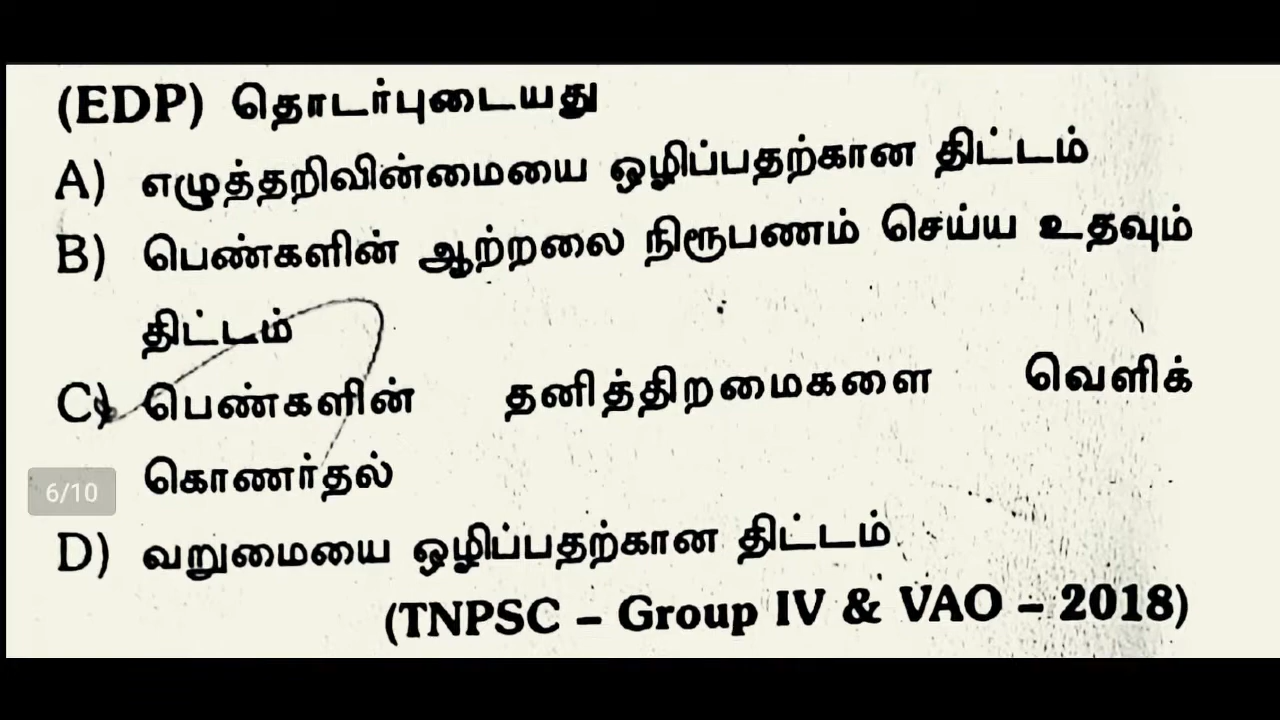 (EDP) தொடர்புடையது
A) எழுத்தறிவின்மையை ஒழிப்பதற்கான திட்டம்
B) பெண்களின் ஆற்றலை நிரூபணம் செய்ய உதவும்
திட்டம்
C) பெண்களின் தனித்திறமைகளை வெளிக்
கொணர்தல்
6/10
D) வறுமையை ஒழிப்பதற்கான திட்டம்
(TNPSC – Group IV & VAO – 2018)